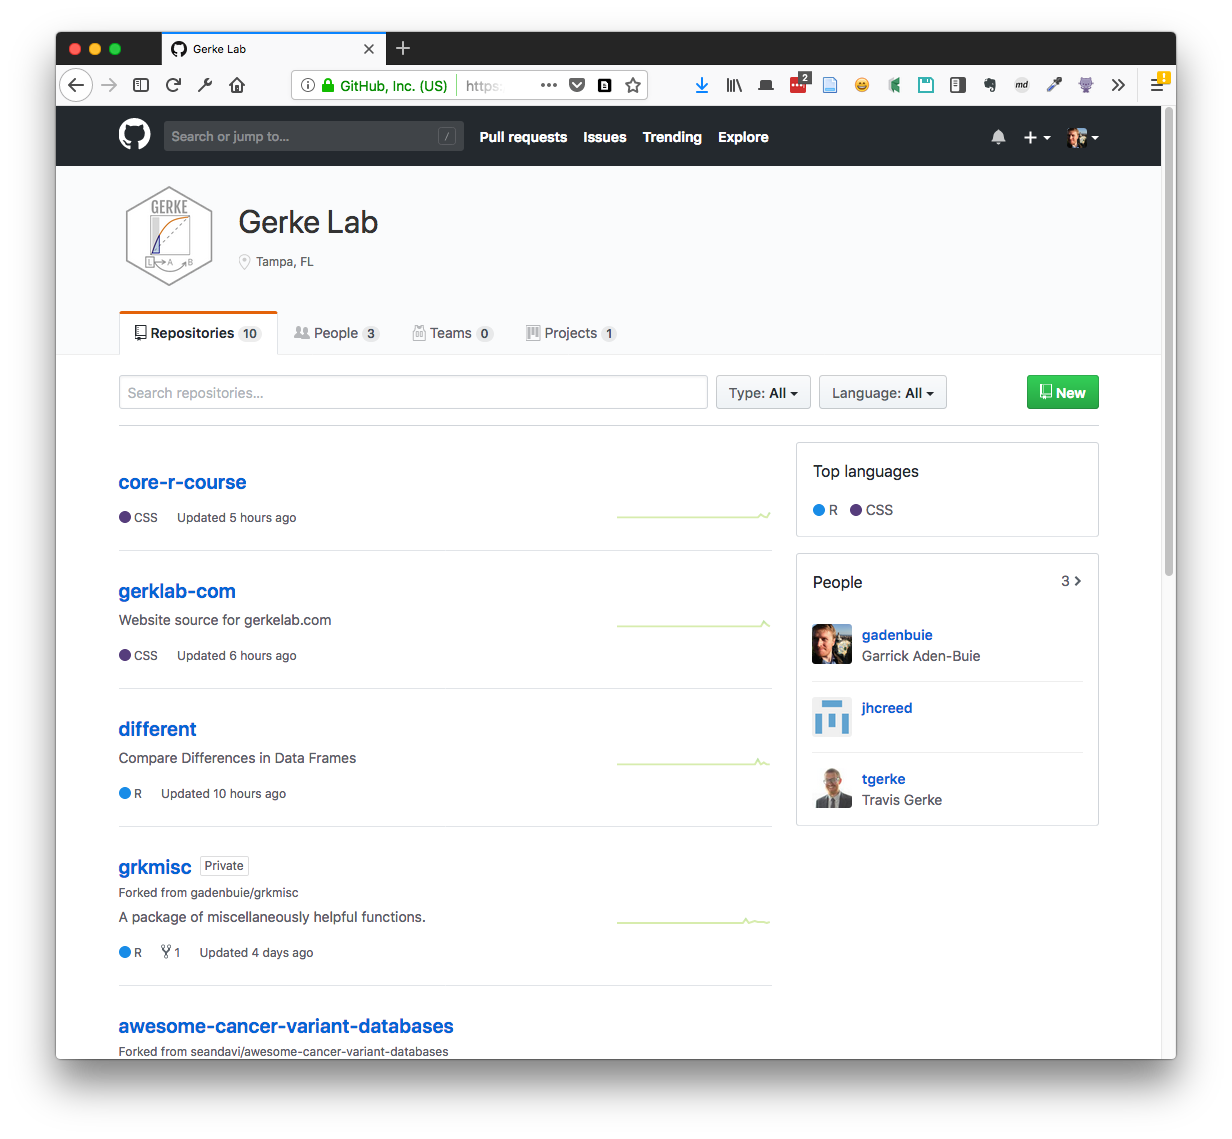 Gerke Lab
GitHub, Inc. (US) https:
2
md
Search or jump to... /
Pull requests Issues Trending Explore
GERKE
L A B
Gerke Lab
Tampa, FL
Repositories 10 People 3 Teams 0 Projects 1
Search repositories...
Type: All
Language: All
New
core-r-course
CSS Updated 5 hours ago
gerklab-com
Website source for gerkelab.com
CSS Updated 6 hours ago
different
Compare Differences in Data Frames
R Updated 10 hours ago
grkmisc Private
Forked from gadenbuie/grkmisc
A package of miscellaneously helpful functions.
R 1 Updated 4 days ago
awesome-cancer-variant-databases
Forked from seandavi/awesome-cancer-variant-databases
Top languages
R CSS
People 3
gadenbuie
Garrick Aden-Buie
jhcreed
tgerke
Travis Gerke